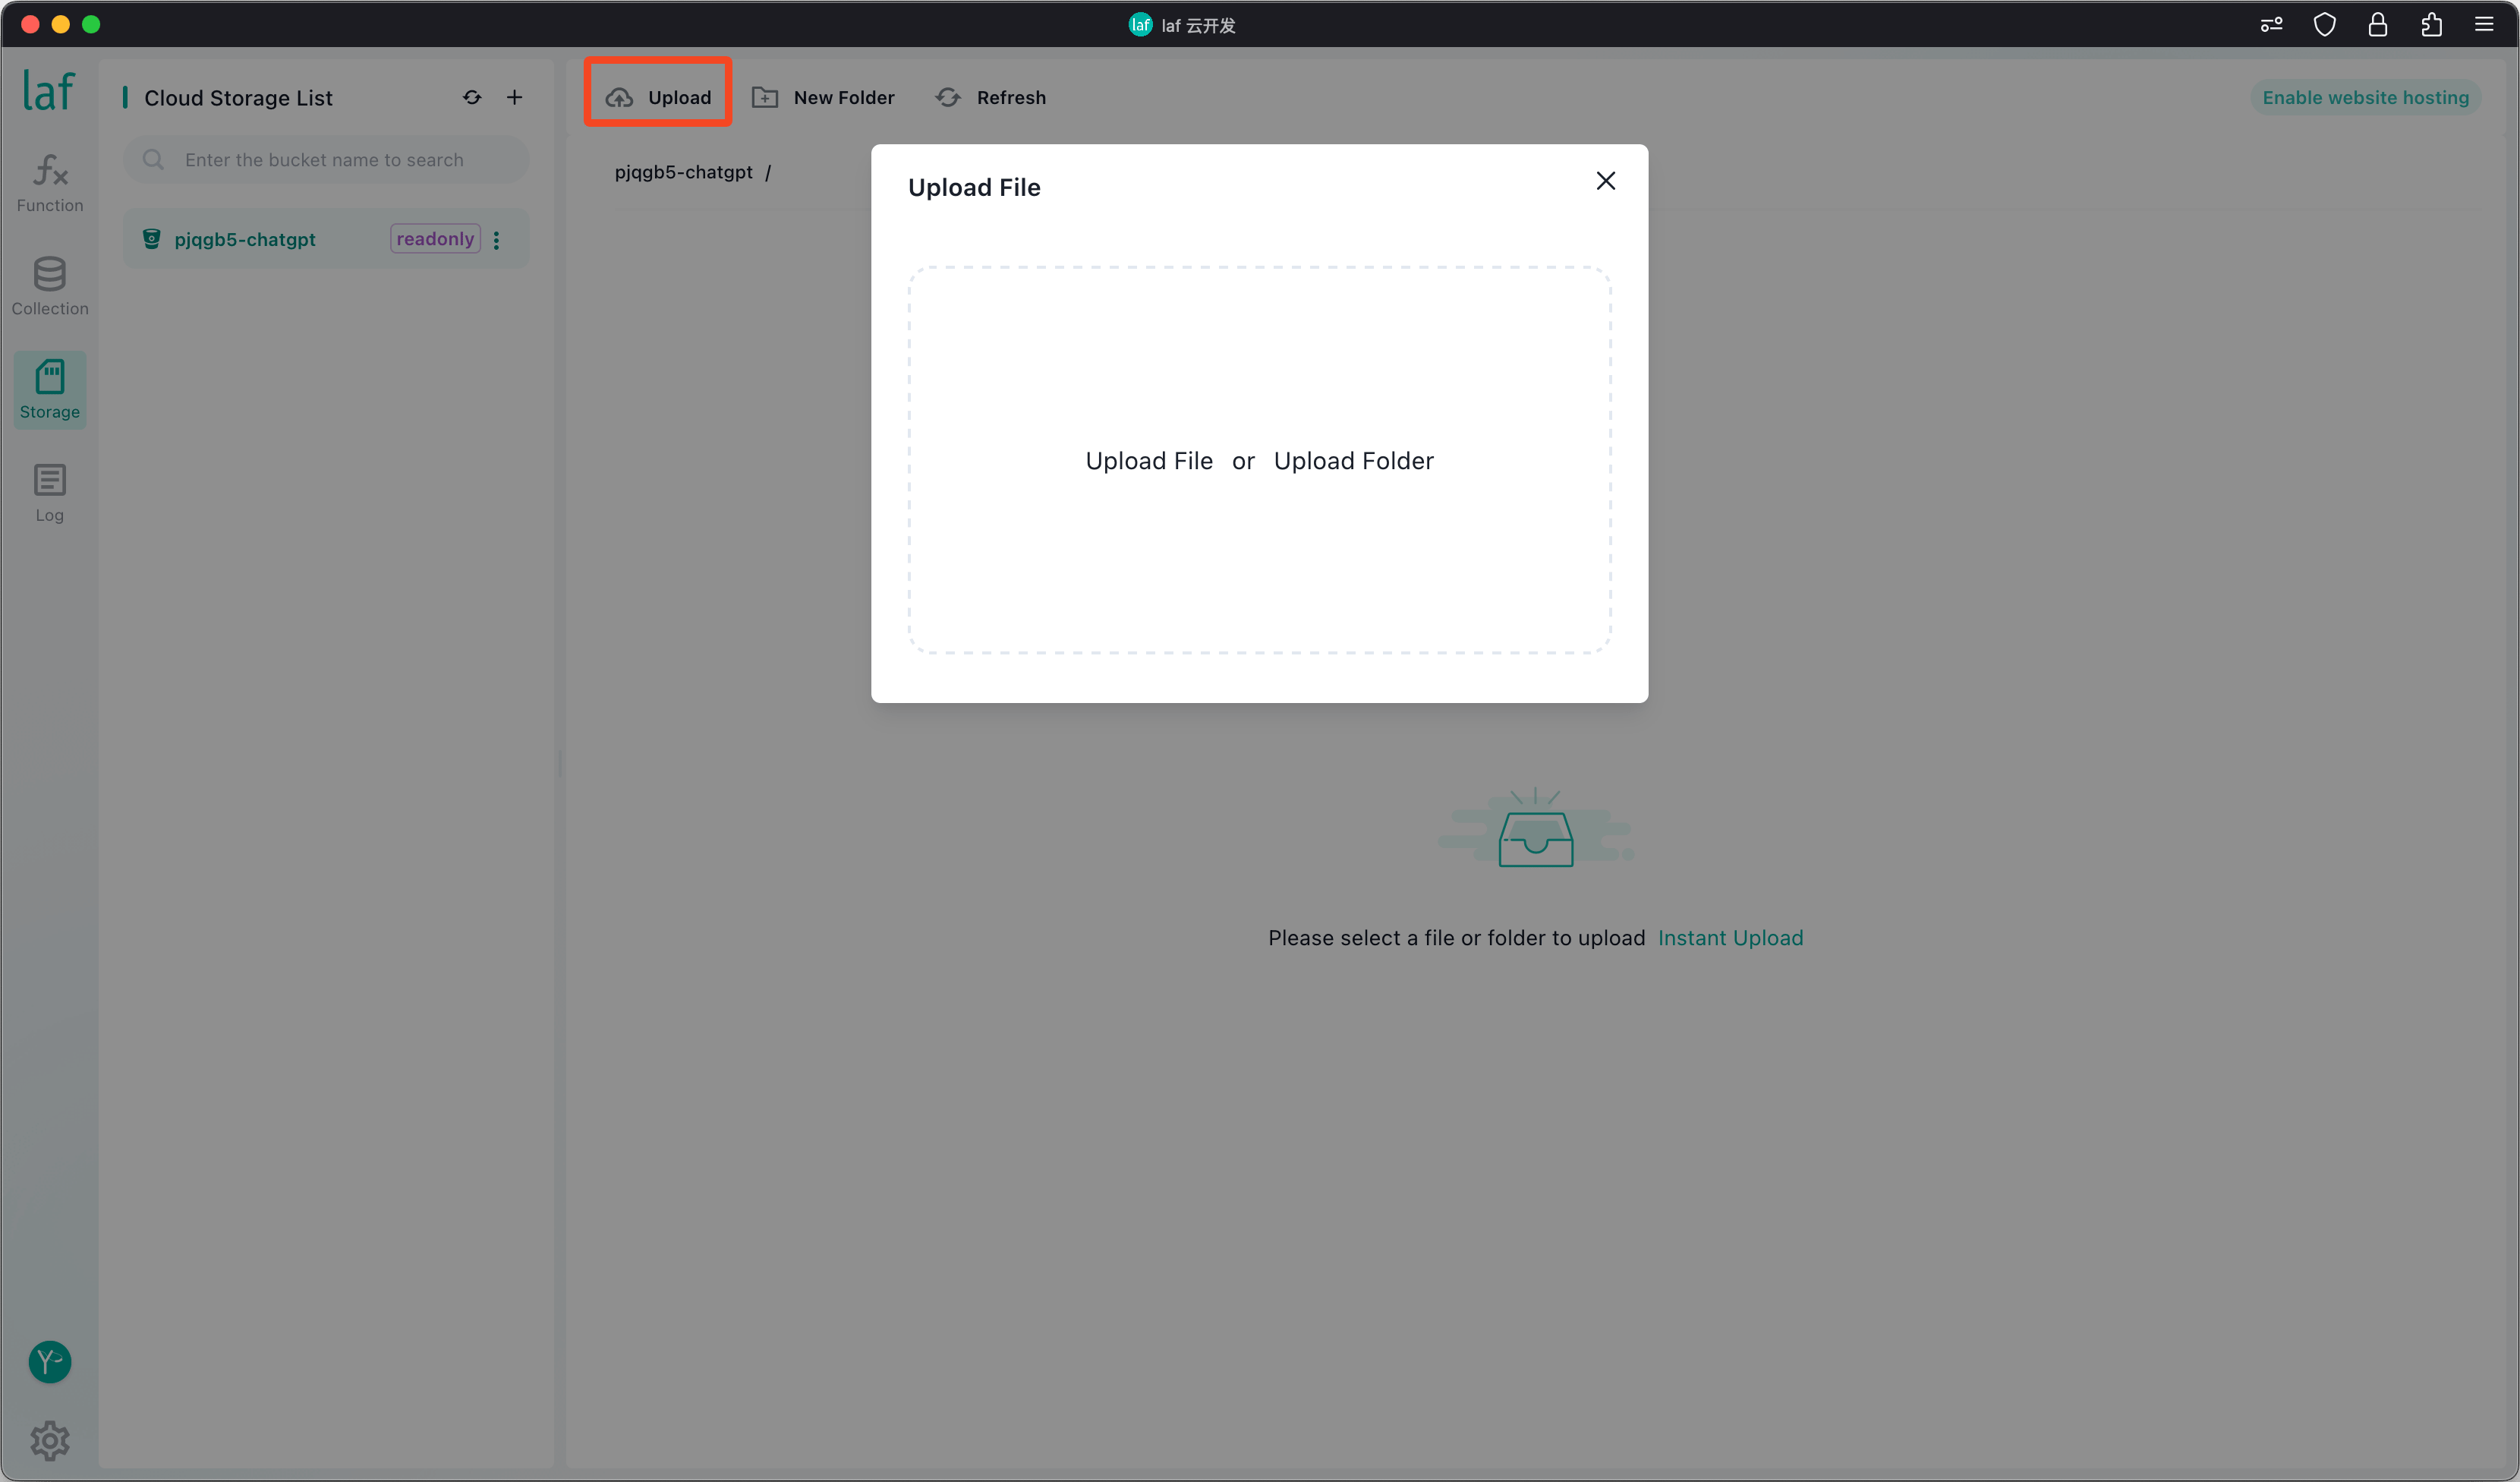 laf laf 云开发
laf
Function
Collection
Storage
Log
Cloud Storage List
Enter the bucket name to search
pjqgb5-chatgpt readonly
Upload New Folder Refresh Enable website hosting
pjqgb5-chatgpt /
Upload File
Upload File or Upload Folder
Please select a file or folder to upload Instant Upload